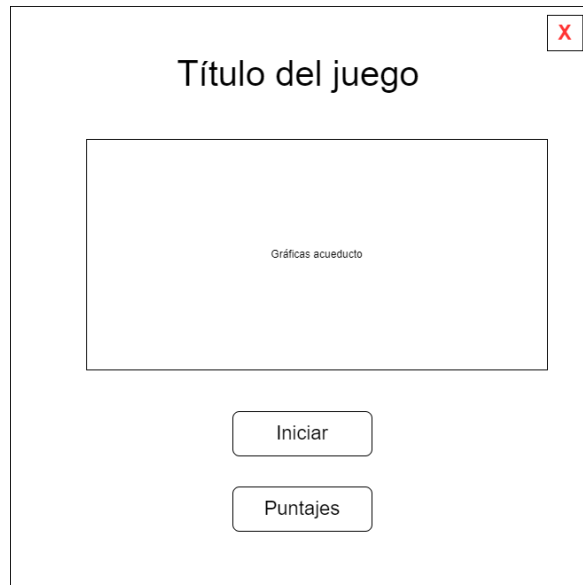 X
Título del juego
Gráficas acueducto
Iniciar
Puntajes